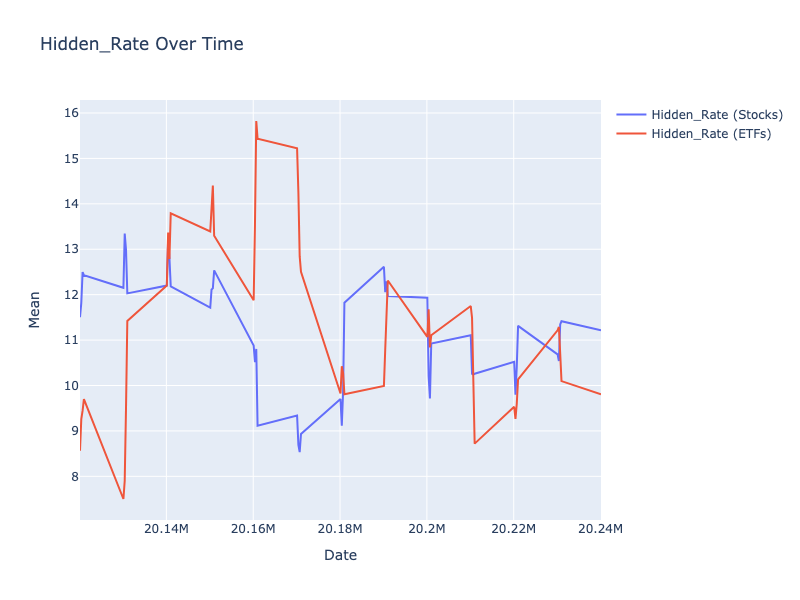 Hidden_Rate Over Time
Hidden_Rate (Stocks)
Hidden_Rate (ETFs)
16
15
14
13
12
11
10
9
8
Mean
20.14M
20.16M
20.18M
20.2M
20.22M
20.24M
Date